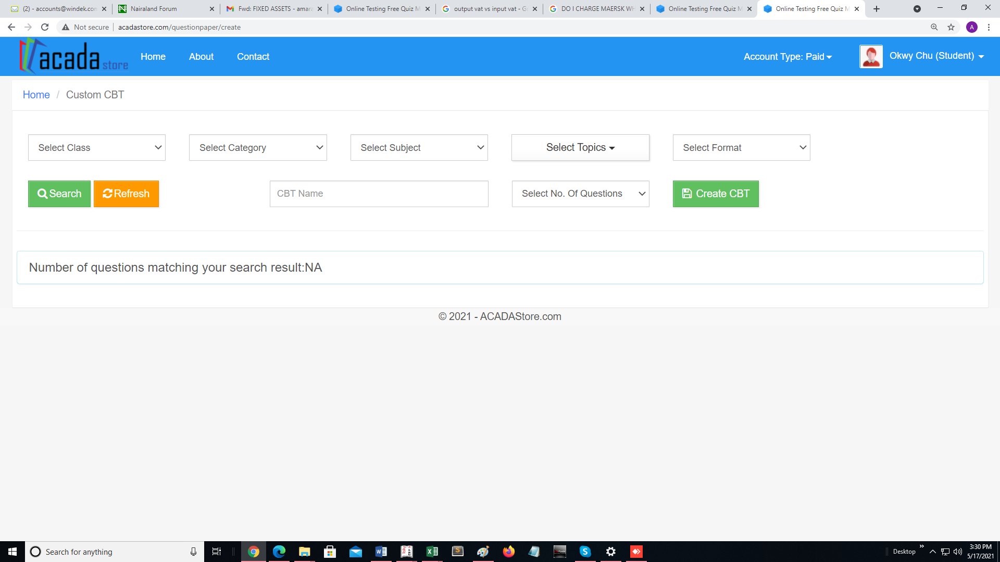 (2) - accounts@windek.con
Nairaland Forum
Fwd: FIXED ASSETS - amara
Online Testing Free Quiz M
output vat vs input vat - G
DO I CHARGE MAERSK WH
Online Testing Free Quiz M
Online Testing Free Quiz M
Not secure
acadastore.com/questionpaper/create
A
acada store
Home
About
Contact
Account Type: Paid
Okwy Chu (Student)
Home / Custom CBT
Select Class
Select Category
Select Subject
Select Topics
Select Format
Search
Refresh
CBT Name
Select No. Of Questions
Create CBT
Number of questions matching your search result:NA
© 2021 - ACADAStore.com
Search for anything
Desktop
3:30 PM
5/17/2021